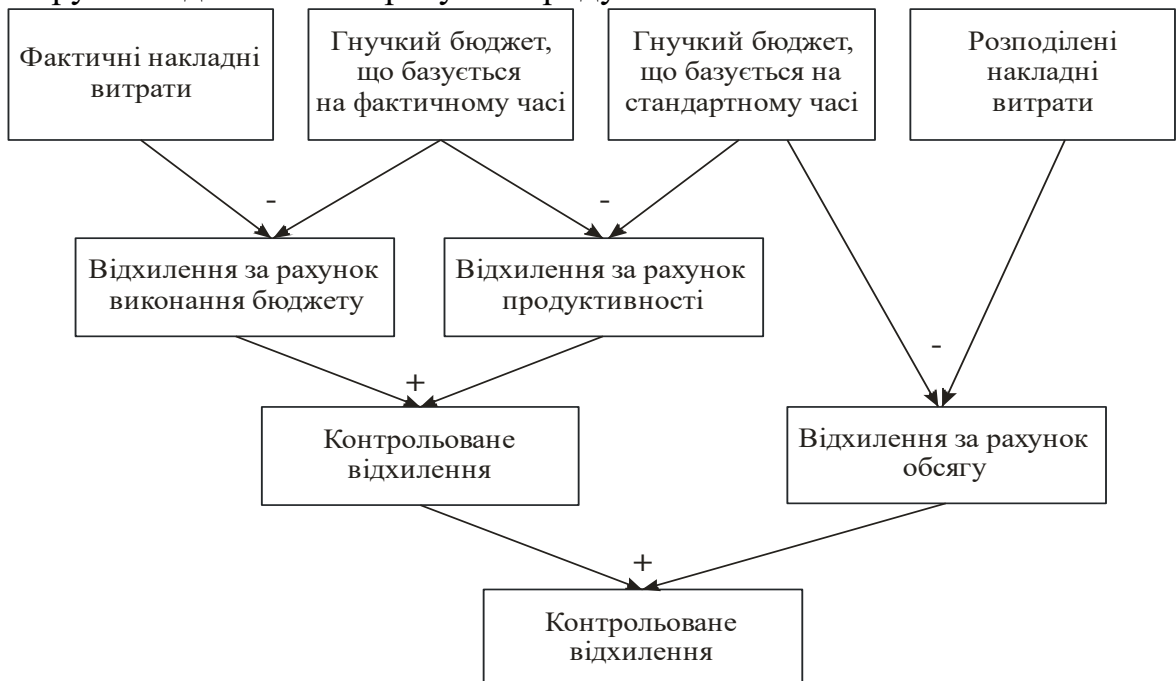 Фактичні накладні
витрати
Гнучкий бюджет,
що базується
на фактичному часі
Гнучкий бюджет,
що базується на
стандартному часі
Розподілені
накладні
витрати
-
-
Відхилення за рахунок
виконання бюджету
Відхилення за рахунок
продуктивності
-
+
Контрольоване
відхилення
Відхилення за рахунок
обсягу
+
Контрольоване
відхилення